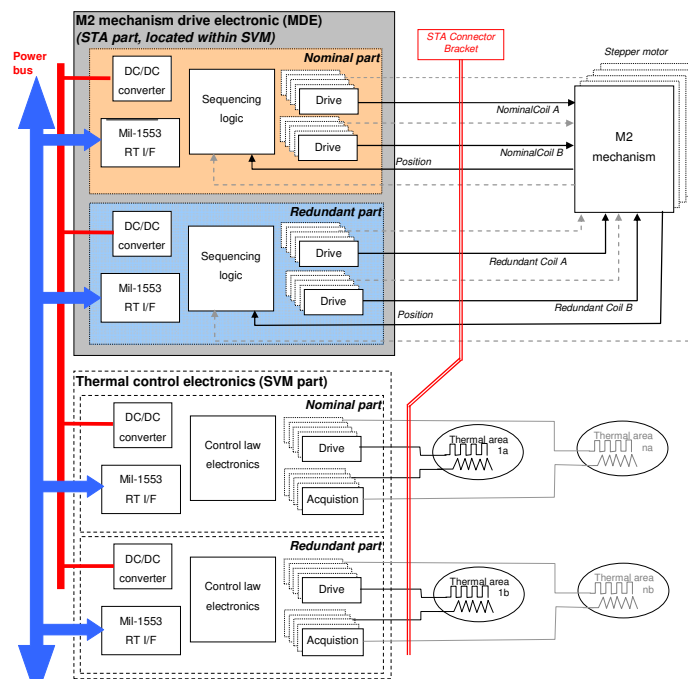 M2 mechanism drive electronic (MDE)
(STA part, located within SVM)
STA Connector
Bracket
Power
bus
Nominal part
DC/DC
converter
Mil-1553
RT I/F
Sequencing
logic
Drive
Drive
NominalCoil A
NominalCoil B
Position
Stepper motor
M2
mechanism
Redundant part
DC/DC
converter
Mil-1553
RT I/F
Sequencing
logic
Drive
Drive
Redundant Coil A
Redundant Coil B
Position
Thermal control electronics (SVM part)
Nominal part
DC/DC
converter
Mil-1553
RT I/F
Control law
electronics
Drive
Acquistion
Thermal area
1a
Thermal area
na
Redundant part
DC/DC
converter
Mil-1553
RT I/F
Control law
electronics
Drive
Acquistion
Thermal area
1b
Thermal area
nb